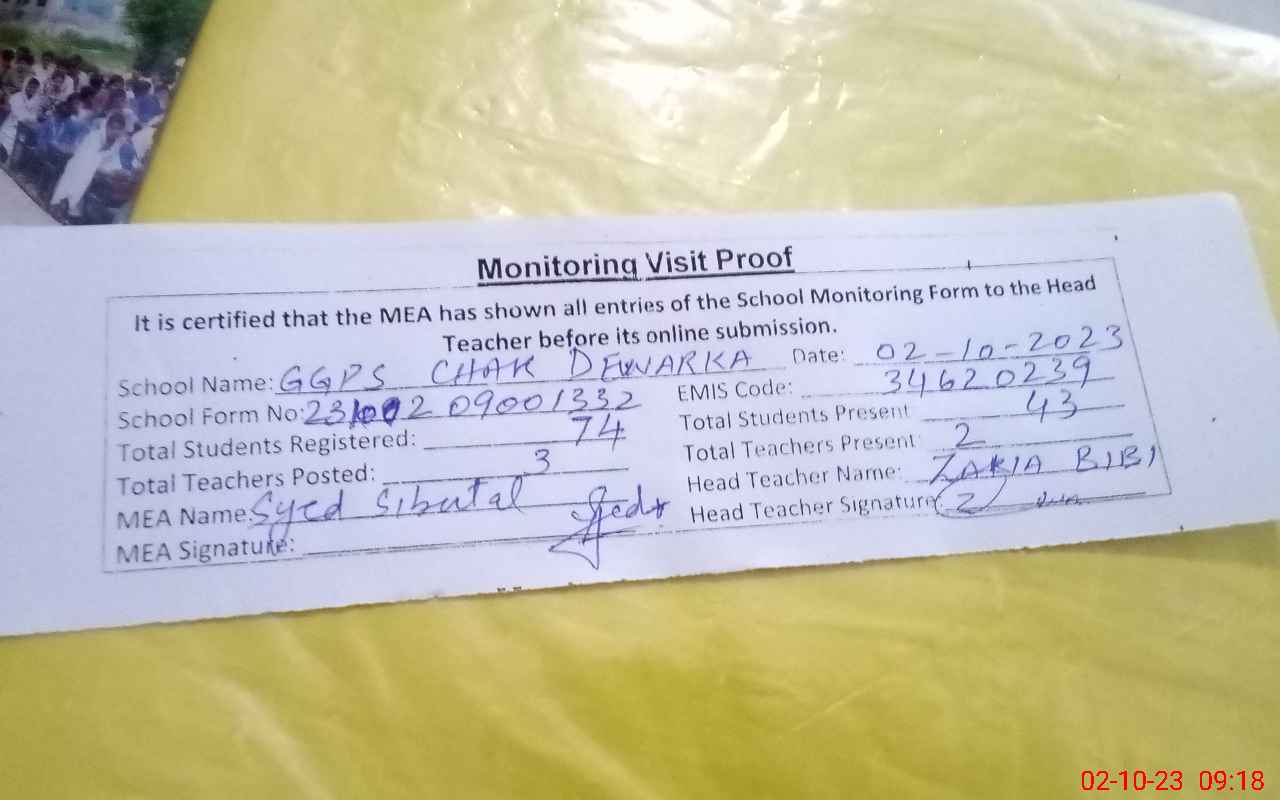 Monitoring Visit Proof
It is certified that the MEA has shown all entries of the School Monitoring Form to the Head
Teacher before its online submission.
School Name: GGPS CHAK DEWARKA Date: 02-10-2023
School Form No: 231002 09001332 EMIS Code: 34620239
Total Students Registered: 74 Total Students Present 43
Total Teachers Posted: 3 Total Teachers Present 2
MEA Name: Syed Sibutal Head Teacher Name: ZAKIA BIBI
MEA Signature: Head Teacher Signature
02-10-23 09:18